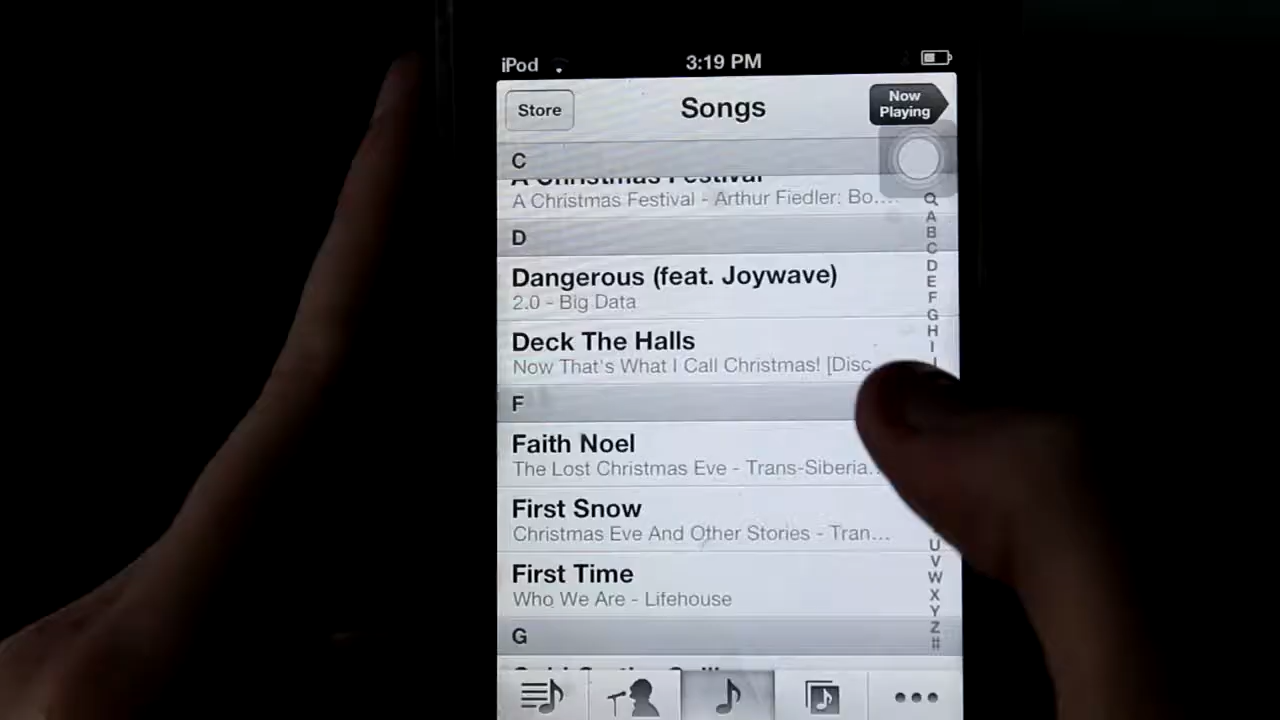 iPod 3:19 PM
Store Songs Now Playing
C
A Christmas Festival
A Christmas Festival - Arthur Fiedler: Bo...
D
Dangerous (feat. Joywave)
2.0 - Big Data
Deck The Halls
Now That's What I Call Christmas! [Disc
F
Faith Noel
The Lost Christmas Eve - Trans-Siberia...
First Snow
Christmas Eve And Other Stories - Tran...
First Time
Who We Are - Lifehouse
G
A
B
C
D
E
F
G
H
I
U
V
W
X
Y
Z
#